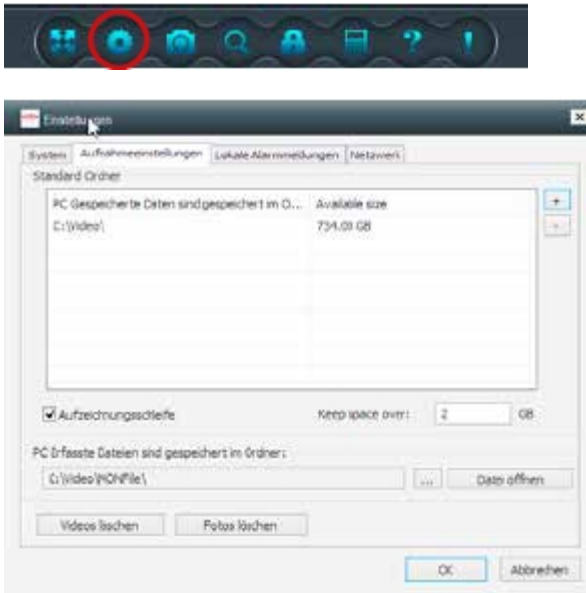 Einstellungen
System Aufnahmeeinstellungen Lokale Alarmmeldungen Netzwerk
Standard Ordner
PC Gespeicherte Daten sind gespeichert im O... Available size
C:\Video\ 734.09 GB
+
-
Aufzeichnungsschleife Keep space over: 2 GB
PC Erfasste Dateien sind gespeichert im Ordner:
C:\Video\MONFile\ ... Datei öffnen
Videos löschen Fotos löschen
OK Abbrechen